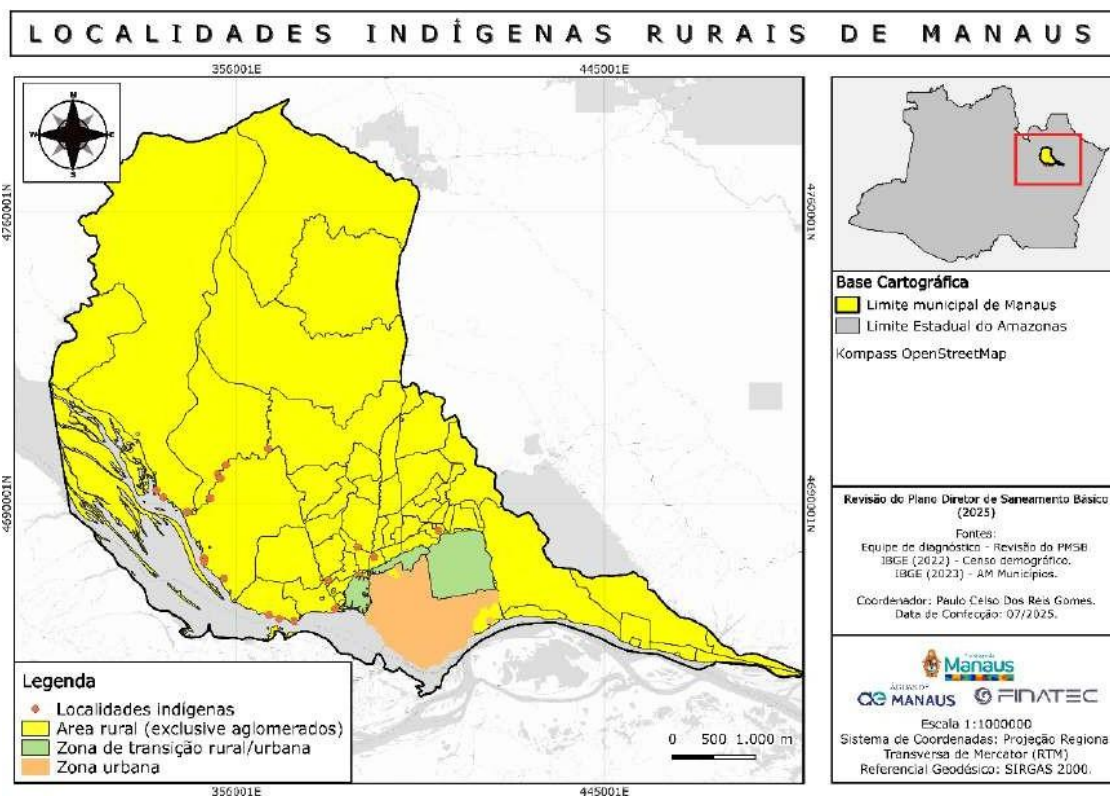 LOCALIDADES INDÍGENAS RURAIS DE MANAUS
356001E
445001E
N
W
E
S
4760001N
4760001N
4690001N
4690001N
Legenda
Localidades indígenas
Area rural (exclusive aglomerados)
Zona de transição rural/urbana
Zona urbana
0 500 1.000 m
356001E
445001E
Base Cartográfica
Limite municipal de Manaus
Limite Estadual do Amazonas
Kompass OpenStreetMap
Revisão do Plano Diretor de Saneamento Básico
(2025)
Fontes:
Equipe de diagnóstico - Revisão do PMSB
IBGE (2022) - Censo demográfico.
IBGE (2023) - AM Municípios.
Coordenador: Paulo Celso Dos Reis Gomes.
Data de Confecção: 07/2025.
Manaus
ÁGUAS DE
MANAUS
FINATEC
Escala 1:1000000
Sistema de Coordenadas: Projeção Regional
Transversa de Mercator (RTM)
Referencial Geodésico: SIRGAS 2000.